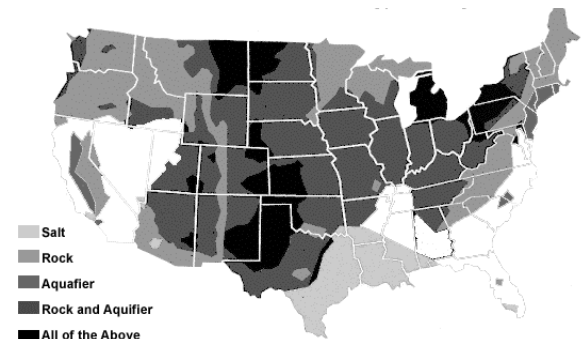 Salt
Rock
Aquafier
Rock and Aquifier
All of the Above